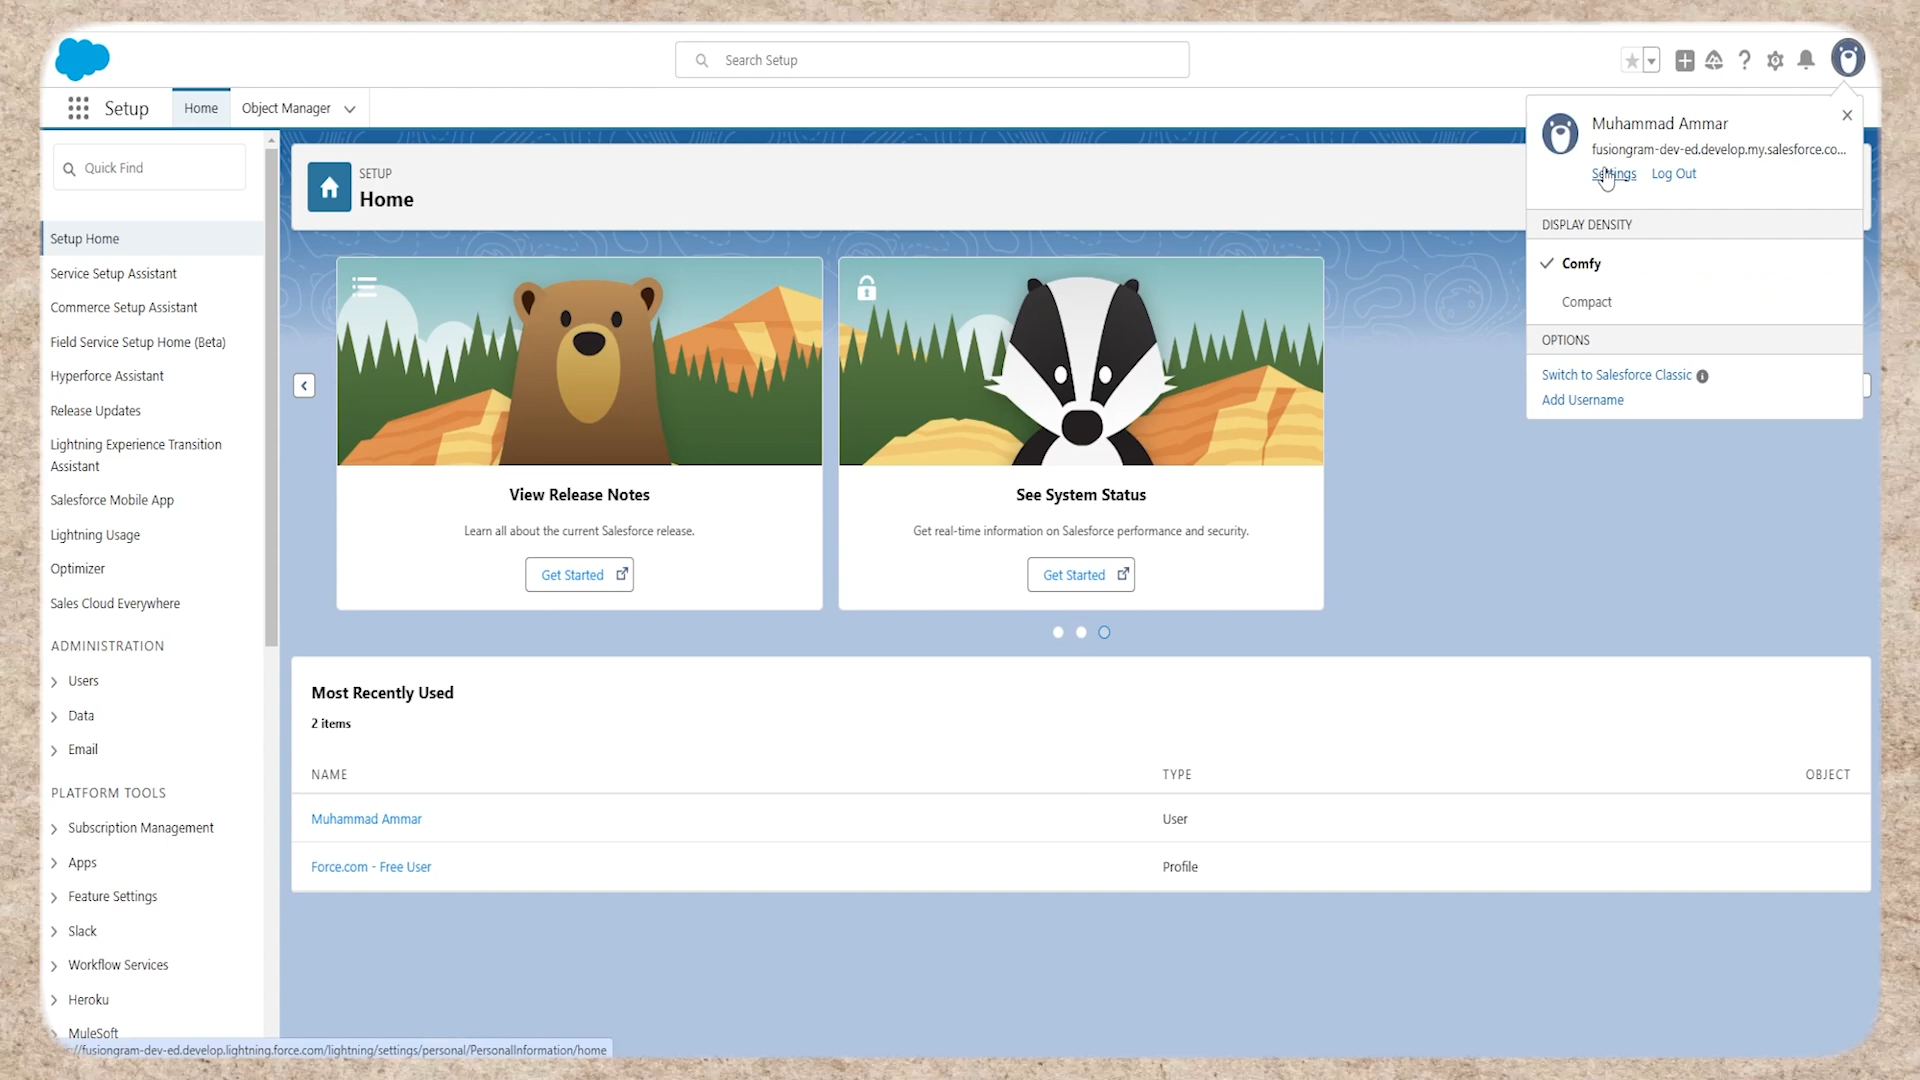 Search Setup
Setup
Home
Object Manager
Muhammad Ammar
fusiongram-dev-ed.develop.my.salesforce.co...
Settings
Log Out
DISPLAY DENSITY
Comfy
Compact
OPTIONS
Switch to Salesforce Classic
Add Username
Quick Find
Setup Home
Service Setup Assistant
Commerce Setup Assistant
Field Service Setup Home (Beta)
Hyperforce Assistant
Release Updates
Lightning Experience Transition
Assistant
Salesforce Mobile App
Lightning Usage
Optimizer
Sales Cloud Everywhere
ADMINISTRATION
Users
Data
Email
PLATFORM TOOLS
Subscription Management
Apps
Feature Settings
Slack
Workflow Services
Heroku
MuleSoft
SETUP
Home
View Release Notes
Learn all about the current Salesforce release.
Get Started
See System Status
Get real-time information on Salesforce performance and security.
Get Started
Most Recently Used
2 items
NAME TYPE OBJECT
Muhammad Ammar User
Force.com - Free User Profile
//fusiongram-dev-ed.develop.lightning.force.com/lightning/settings/personal/PersonalInformation/home